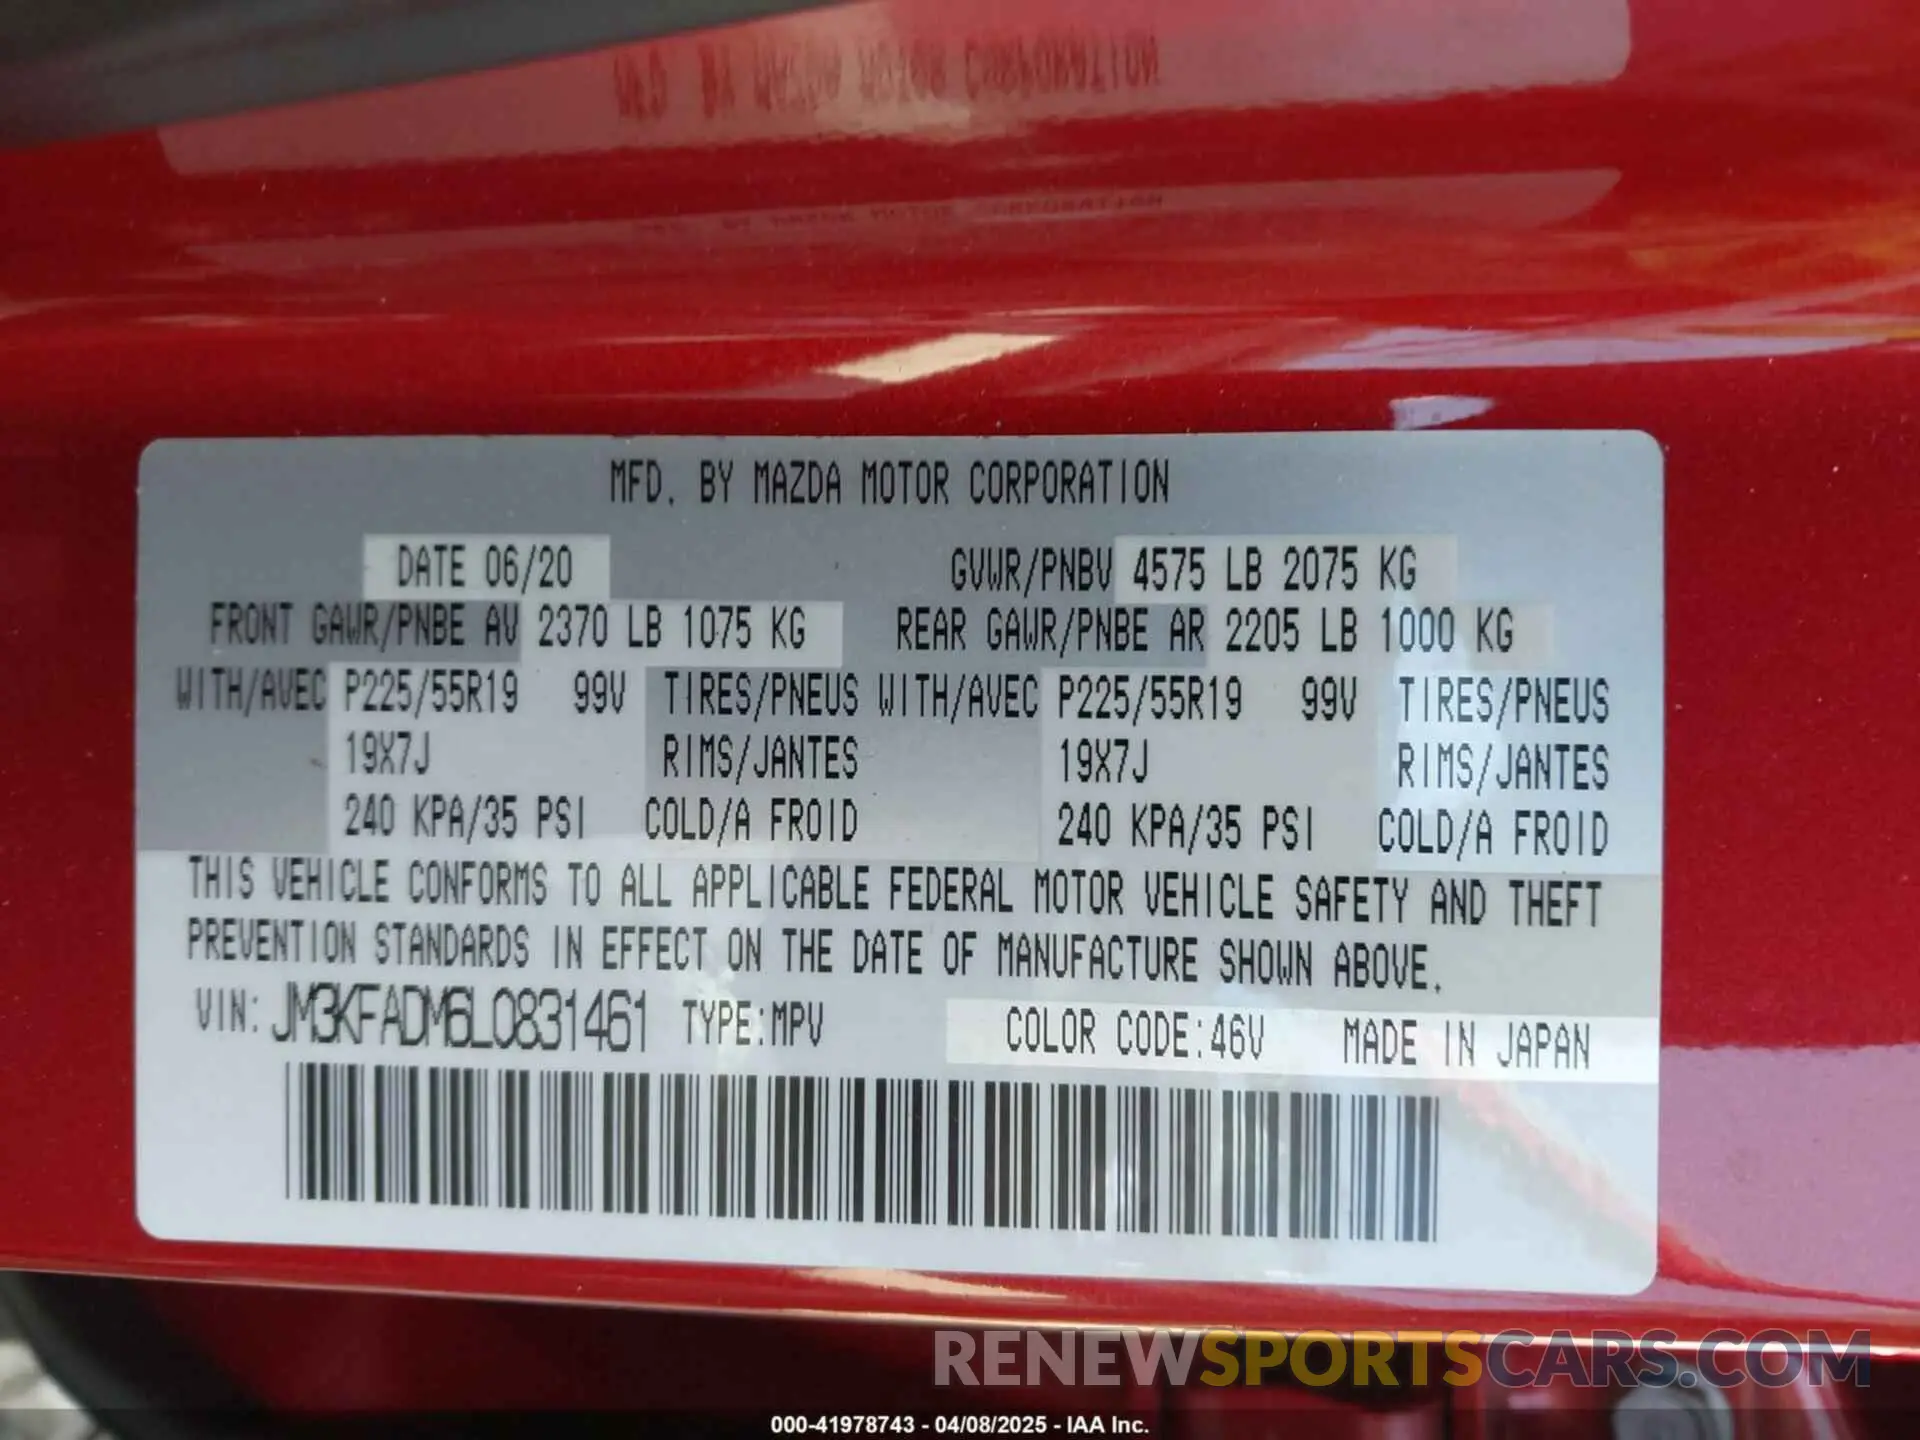 MFD. BY MAZDA MOTOR CORPORATION
DATE 06/20 GVWR/PNBV 4575 LB 2075 KG
FRONT GAWR/PNBE AV 2370 LB 1075 KG REAR GAWR/PNBE AR 2205 LB 1000 KG
WITH/AVEC P225/55R19 99V TIRES/PNEUS WITH/AVEC P225/55R19 99V TIRES/PNEUS
19X7J RIMS/JANTES 19X7J RIMS/JANTES
240 KPA/35 PSI COLD/A FROID 240 KPA/35 PSI COLD/A FROID
THIS VEHICLE CONFORMS TO ALL APPLICABLE FEDERAL MOTOR VEHICLE SAFETY AND THEFT
PREVENTION STANDARDS IN EFFECT ON THE DATE OF MANUFACTURE SHOWN ABOVE.
VIN: JM3KFADM6L0831461 TYPE:MPV COLOR CODE:46V MADE IN JAPAN
RENEWSPORTSCARS.COM
000-41978743 - 04/08/2025 - IAA Inc.